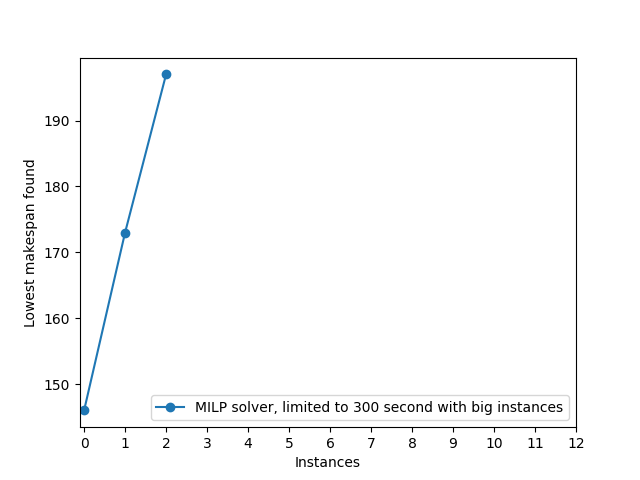 190
180
170
160
150
Lowest makespan found
MILP solver, limited to 300 second with big instances
0 1 2 3 4 5 6 7 8 9 10 11 12
Instances